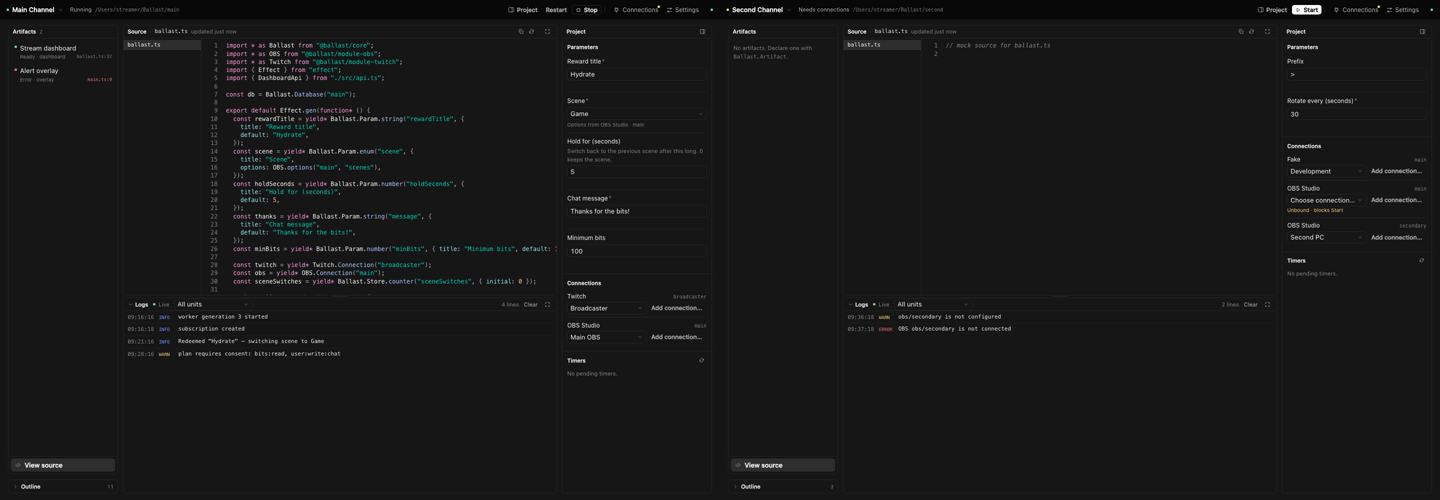 Main Channel Running /Users/streamer/Ballast/main Project Restart Stop Connections Settings
Artifacts 2
Stream dashboard
Ready · dashboard ballast.ts:32
Alert overlay
Error · overlay main.ts:9
View source
Outline 11
Source · ballast.ts updated just now
ballast.ts
1 import * as Ballast from "@ballast/core";
2 import * as OBS from "@ballast/module-obs";
3 import * as Twitch from "@ballast/module-twitch";
4 import { Effect } from "effect";
5 import { DashboardApi } from "./src/api.ts";
6
7 const db = Ballast.Database("main");
8
9 export default Effect.gen(function* () {
10 const rewardTitle = yield* Ballast.Param.string("rewardTitle", {
11 title: "Reward title",
12 default: "Hydrate",
13 });
14 const scene = yield* Ballast.Param.enum("scene", {
15 title: "Scene",
16 options: OBS.options("main", "scenes"),
17 });
18 const holdSeconds = yield* Ballast.Param.number("holdSeconds", {
19 title: "Hold for (seconds)",
20 default: 5,
21 });
22 const thanks = yield* Ballast.Param.string("message", {
23 title: "Chat message",
24 default: "Thanks for the bits!",
25 });
26 const minBits = yield* Ballast.Param.number("minBits", { title: "Minimum bits", default:
27
28 const twitch = yield* Twitch.Connection("broadcaster");
29 const obs = yield* OBS.Connection("main");
30 const sceneSwitches = yield* Ballast.Store.counter("sceneSwitches", { initial: 0 });
31
Logs Live All units 4 lines Clear
09:16:16 INFO worker generation 3 started
09:16:18 INFO subscription created
09:21:16 INFO Redeemed "Hydrate" — switching scene to Game
09:28:16 WARN plan requires consent: bits:read, user:write:chat
Project
Parameters
Reward title *
Hydrate
Scene *
Game
Options from OBS Studio · main
Hold for (seconds)
Switch back to the previous scene after this long. 0
keeps the scene.
5
Chat message *
Thanks for the bits!
Minimum bits
100
Connections
Twitch broadcaster
Broadcaster Add connection...
OBS Studio main
Main OBS Add connection...
Timers
No pending timers.
Second Channel Needs connections /Users/streamer/Ballast/second Project Start Connections Settings
Artifacts
No artifacts. Declare one with
Ballast.Artifact.
View source
Outline 3
Source · ballast.ts updated just now
ballast.ts
1 // mock source for ballast.ts
2
Logs Live All units 2 lines Clear
09:36:18 WARN obs/secondary is not configured
09:37:18 ERROR OBS obs/secondary is not connected
Project
Parameters
Prefix
>
Rotate every (seconds) *
30
Connections
Fake main
Development Add connection...
OBS Studio main
Choose connection... Add connection...
Unbound · blocks Start
OBS Studio secondary
Second PC Add connection...
Timers
No pending timers.